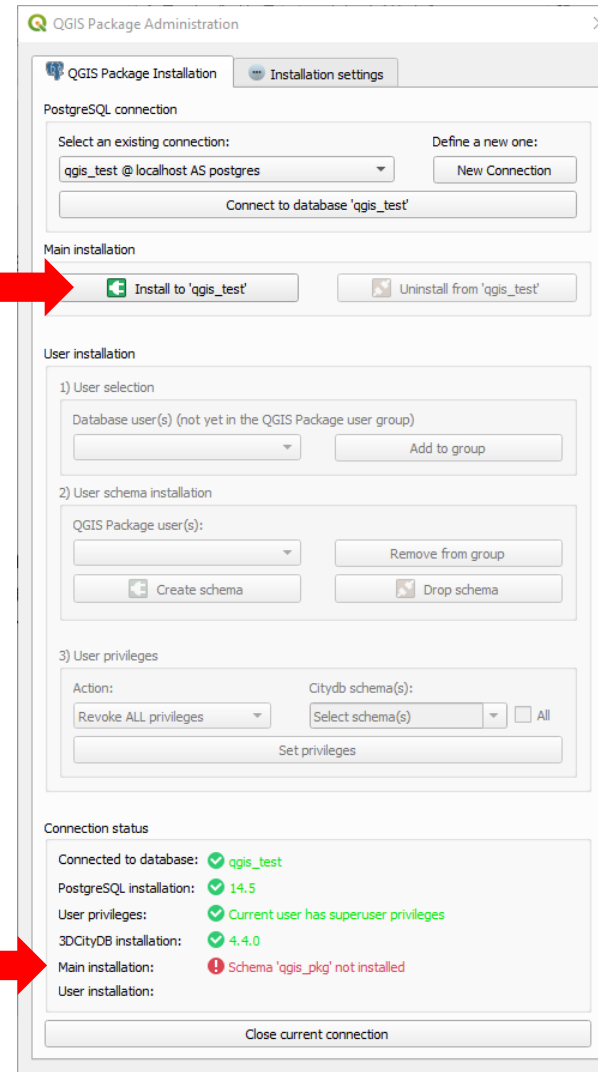 QGIS Package Administration
QGIS Package Installation
Installation settings
PostgreSQL connection
Select an existing connection:
Define a new one:
qgis_test @ localhost AS postgres
New Connection
Connect to database 'qgis_test'
Main installation
Install to 'qgis_test'
Uninstall from 'qgis_test'
User installation
1) User selection
Database user(s) (not yet in the QGIS Package user group)
Add to group
2) User schema installation
QGIS Package user(s):
Remove from group
Create schema
Drop schema
3) User privileges
Action:
Citydb schema(s):
Revoke ALL privileges
Select schema(s)
All
Set privileges
Connection status
Connected to database: qgis_test
PostgreSQL installation: 14.5
User privileges: Current user has superuser privileges
3DCityDB installation: 4.4.0
Main installation: Schema 'qgis_pkg' not installed
User installation:
Close current connection